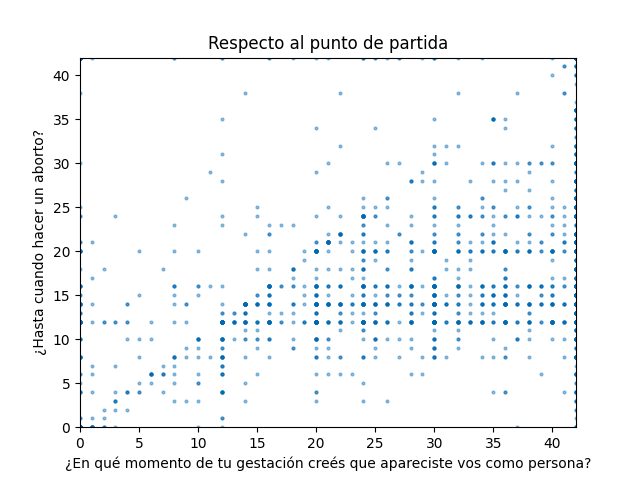 Respecto al punto de partida
¿Hasta cuando hacer un aborto?
40
35
30
25
20
15
10
5
0
0 5 10 15 20 25 30 35 40
¿En qué momento de tu gestación creés que apareciste vos como persona?